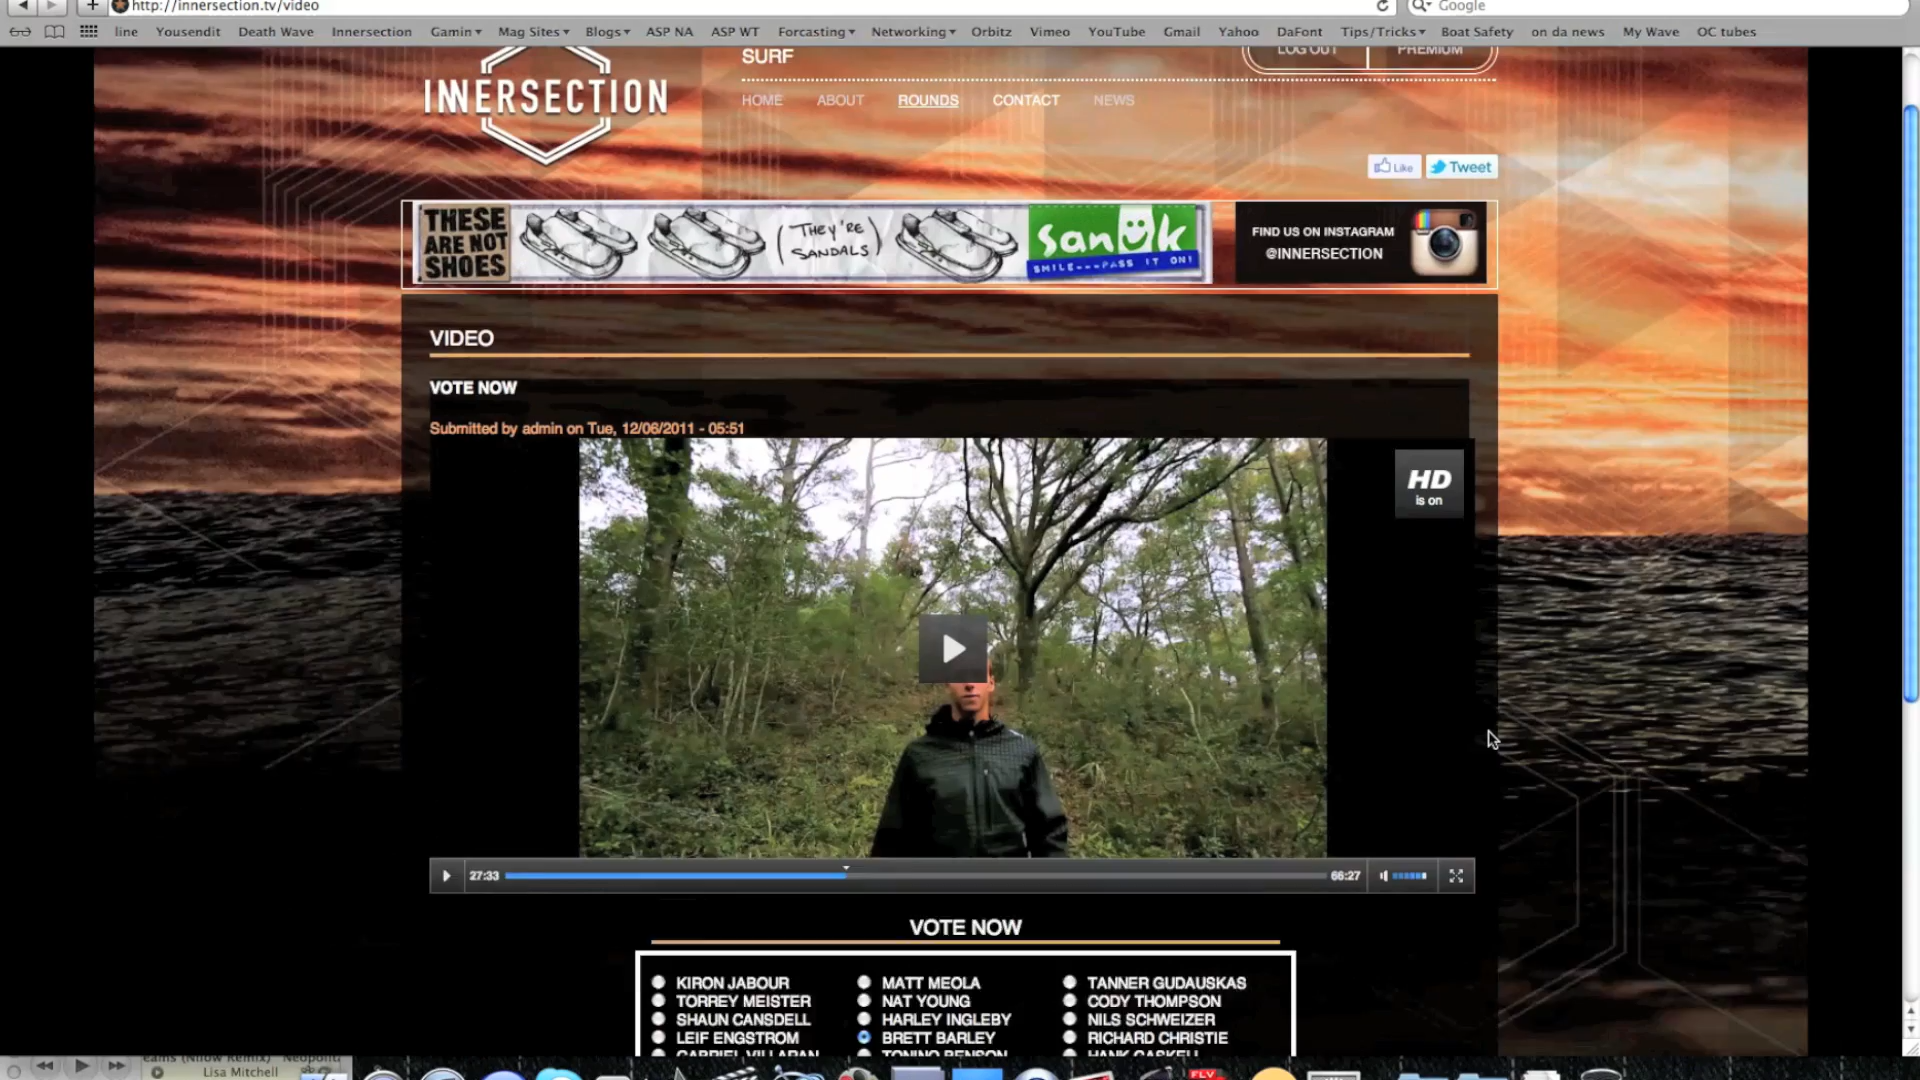 http://innersection.tv/video
Google
line Yousendit Death Wave Innersection Gamin Mag Sites Blogs ASP NA ASP WT Forcasting Networking Orbitz Vimeo YouTube Gmail Yahoo DaFont Tips/Tricks Boat Safety on da news My Wave OC tubes
INNERSECTION
SURF
LOG OUT PREMIUM
HOME ABOUT ROUNDS CONTACT NEWS
Like Tweet
THESE
ARE NOT
SHOES
(THEY'RE
SANDALS)
sanuk
SMILE---PASS IT ON!
FIND US ON INSTAGRAM
@INNERSECTION
VIDEO
VOTE NOW
Submitted by admin on Tue, 12/06/2011 - 05:51
HD
is on
27:33 66:27
VOTE NOW
KIRON JABOUR MATT MEOLA TANNER GUDAUSKAS
TORREY MEISTER NAT YOUNG CODY THOMPSON
SHAUN CANSDELL HARLEY INGLEBY NILS SCHWEIZER
LEIF ENGSTROM BRETT BARLEY RICHARD CHRISTIE
Lisa Mitchell
FLV